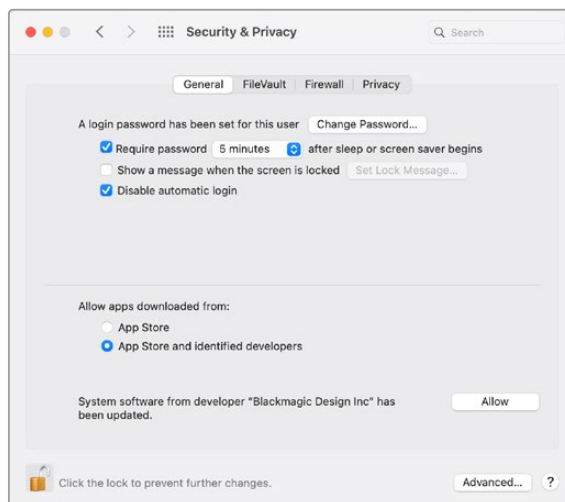 Security & Privacy
Search
General FileVault Firewall Privacy
A login password has been set for this user Change Password...
Require password 5 minutes after sleep or screen saver begins
Show a message when the screen is locked Set Lock Message...
Disable automatic login
Allow apps downloaded from:
App Store
App Store and identified developers
System software from developer "Blackmagic Design Inc" has
been updated.
Allow
Click the lock to prevent further changes.
Advanced... ?